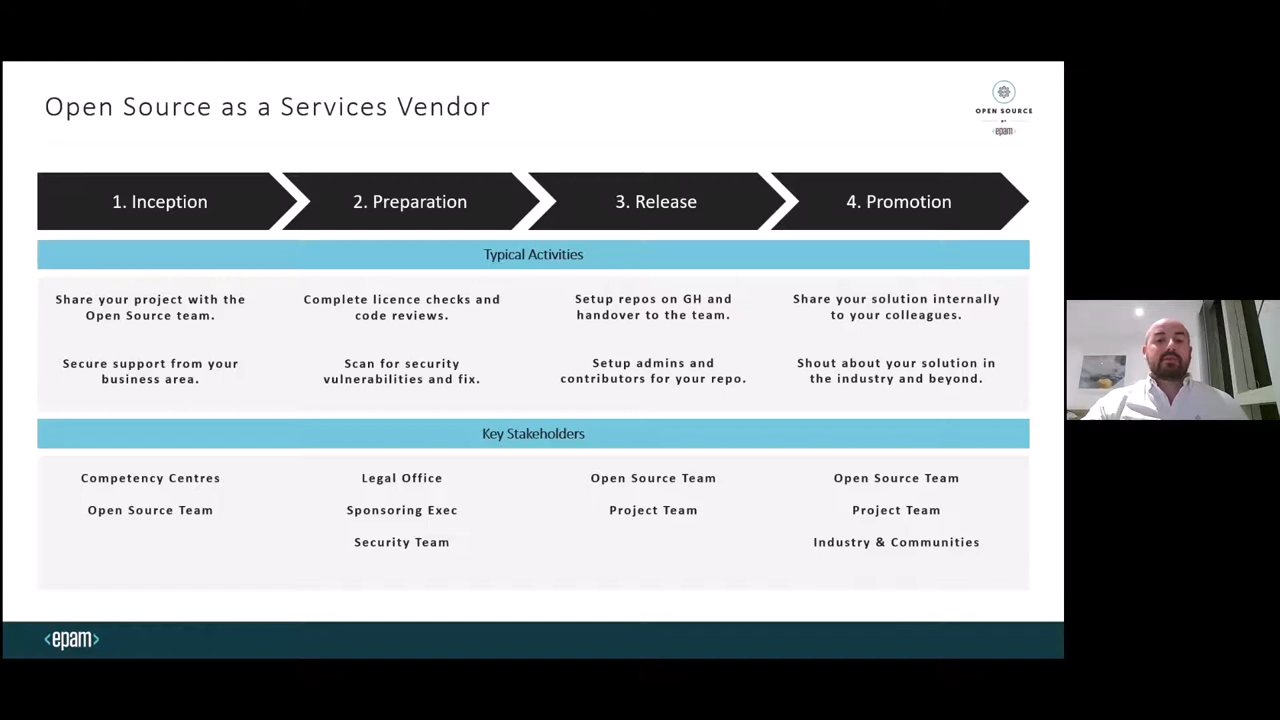 Open Source as a Services Vendor
OPEN SOURCE
BY
<epam>
1. Inception
2. Preparation
3. Release
4. Promotion
Typical Activities
Share your project with the
Open Source team.
Complete licence checks and
code reviews.
Setup repos on GH and
handover to the team.
Share your solution internally
to your colleagues.
Secure support from your
business area.
Scan for security
vulnerabilities and fix.
Setup admins and
contributors for your repo.
Shout about your solution in
the industry and beyond.
Key Stakeholders
Competency Centres
Open Source Team
Legal Office
Sponsoring Exec
Security Team
Open Source Team
Project Team
Open Source Team
Project Team
Industry & Communities
<epam>